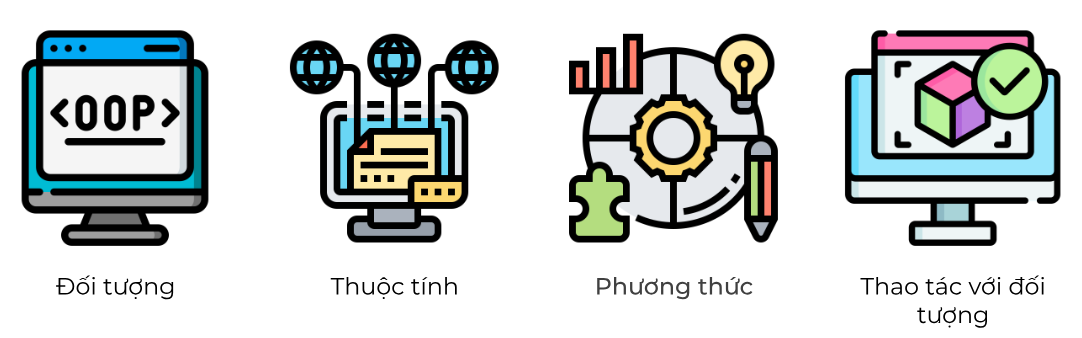 <OOP>
Đối tượng
Thuộc tính
Phương thức
Thao tác với đối
tượng